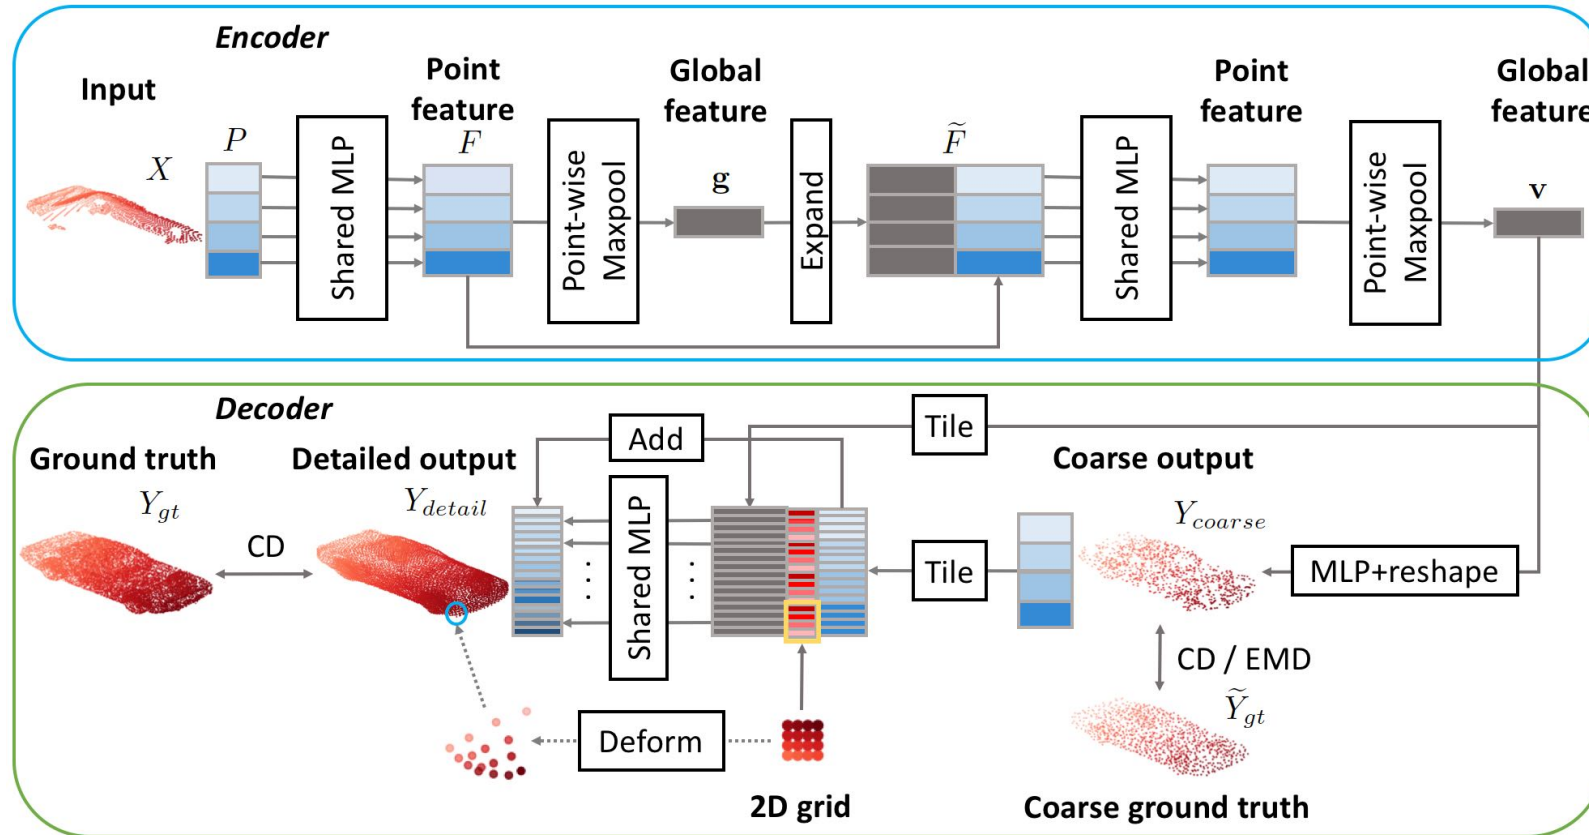 Encoder
Input
Point
feature
Global
feature
Point
feature
Global
feature
X
P
Shared MLP
F
Point-wise
Maxpool
g
Expand
F̃
Shared MLP
Point-wise
Maxpool
v
Decoder
Add
Tile
Ground truth
Detailed output
Coarse output
Y_gt
Y_detail
Y_coarse
CD
Shared MLP
Tile
MLP+reshape
CD / EMD
Ỹ_gt
Deform
2D grid
Coarse ground truth